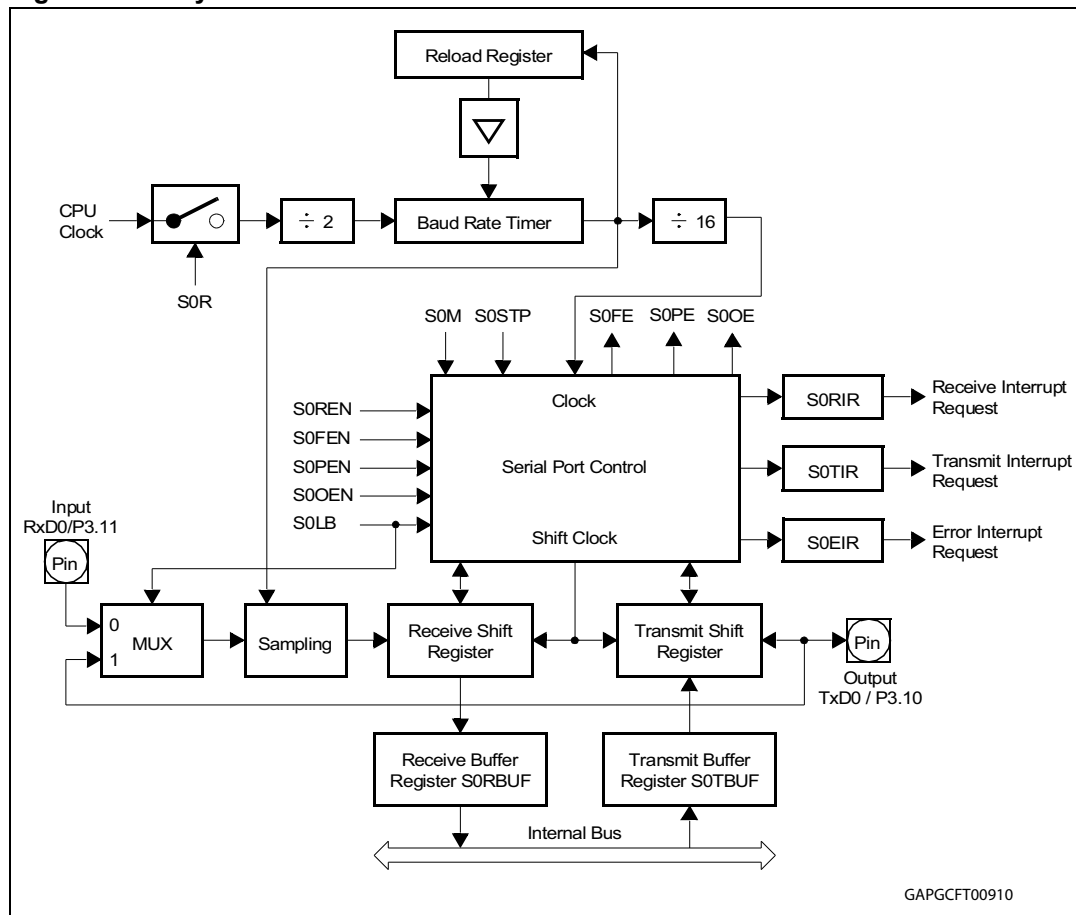 Reload Register
CPU
Clock
÷ 2
Baud Rate Timer
÷ 16
S0R
S0M
S0STP
S0FE
S0PE
S0OE
S0REN
S0FEN
S0PEN
S0OEN
S0LB
Clock
Serial Port Control
Shift Clock
S0RIR
Receive Interrupt
Request
S0TIR
Transmit Interrupt
Request
S0EIR
Error Interrupt
Request
Input
RxD0/P3.11
Pin
0
1
MUX
Sampling
Receive Shift
Register
Transmit Shift
Register
Pin
Output
TxD0 / P3.10
Receive Buffer
Register S0RBUF
Transmit Buffer
Register S0TBUF
Internal Bus
GAPGCFT00910